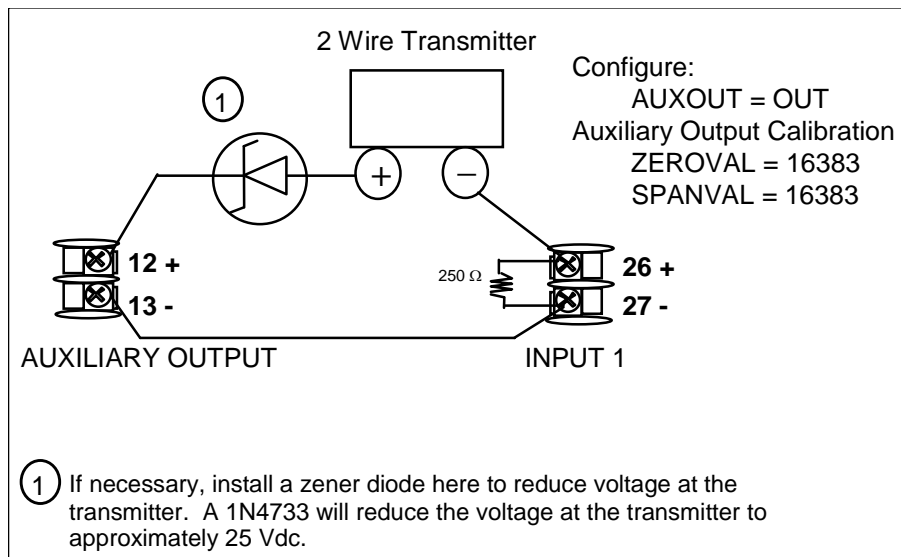 2 Wire Transmitter
Configure:
AUXOUT = OUT
Auxiliary Output Calibration
ZEROVAL = 16383
SPANVAL = 16383
1
+
−
12 +
13 -
250 Ω
26 +
27 -
AUXILIARY OUTPUT
INPUT 1
1 If necessary, install a zener diode here to reduce voltage at the
transmitter. A 1N4733 will reduce the voltage at the transmitter to
approximately 25 Vdc.